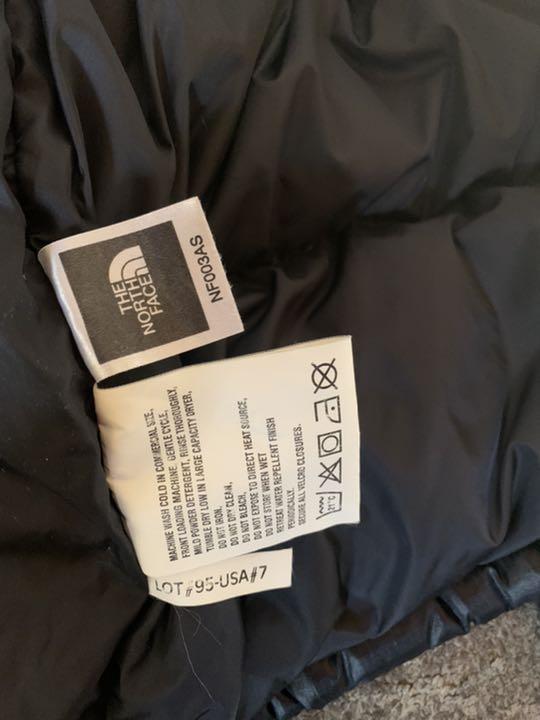 THE
NORTH
FACE
NF003AS
MACHINE WASH COLD IN COMMERCIAL SIZE,
FRONT LOADING MACHINE, GENTLE CYCLE,
MILD POWDER DETERGENT, RINSE THOROUGHLY,
TUMBLE DRY LOW IN LARGE CAPACITY DRYER,
DO NOT IRON,
DO NOT DRY CLEAN,
DO NOT BLEACH,
DO NOT EXPOSE TO DIRECT HEAT SOURCE,
DO NOT STORE WHEN WET
RETREAT WATER REPELLENT FINISH
PERIODICALLY.
SECURE ALL VELCRO CLOSURES.
21°C
LOT#95-USA#7